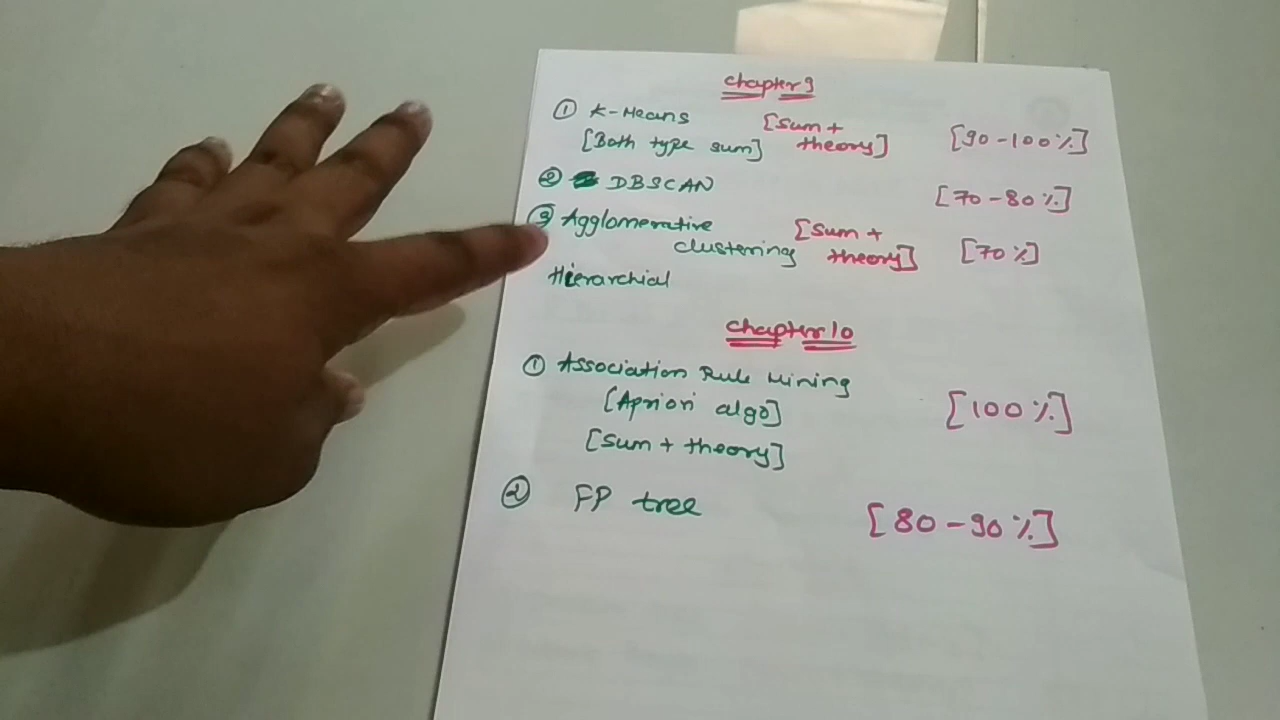 Chapter 9
① K-Means [Sum + [90-100%]
[Both type sum] theory]
② DBSCAN [70-80%]
③ Agglomerative [Sum +
clustering theory] [70%]
Hierarchial
Chapter 10
① Association Rule Mining
[Apriori algo] [100%]
[Sum + theory]
② FP tree [80-90%]